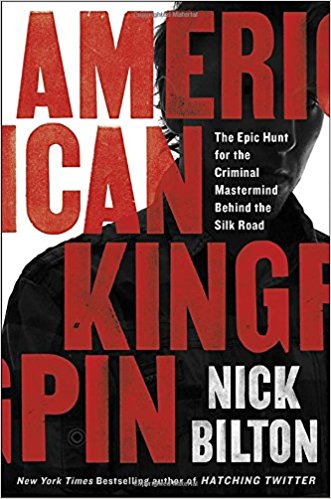 AMERIC
ICAN
KINGP
GPIN
The Epic Hunt
for the
Criminal
Mastermind
Behind the
Silk Road
NICK
BILTON
New York Times Bestselling author of HATCHING TWITTER